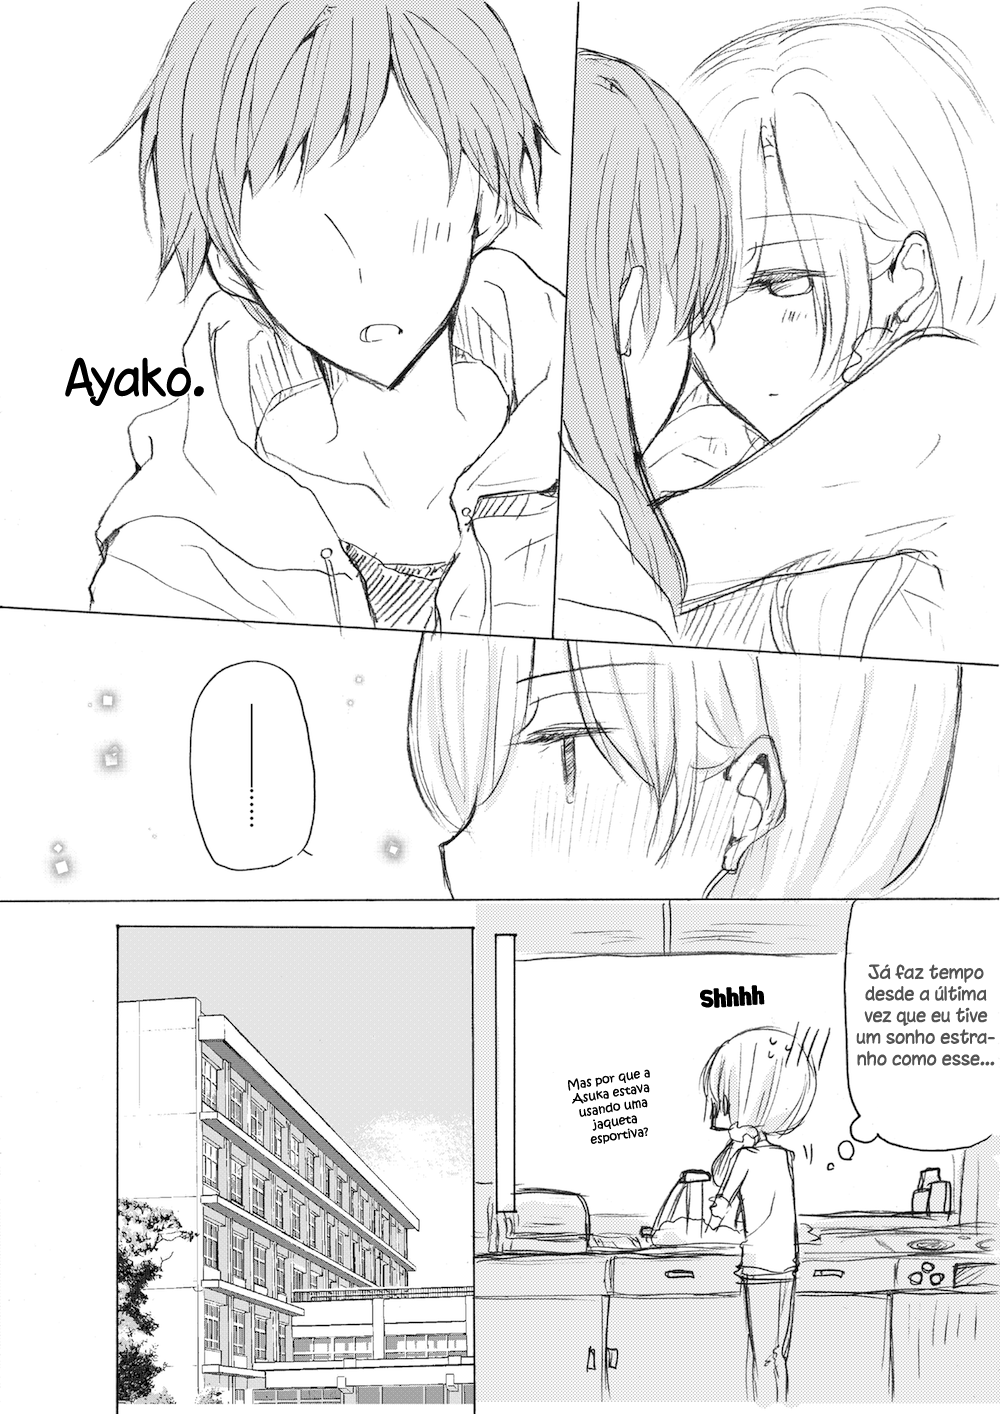 Ayako.
Já faz tempo
desde a última
vez que eu tive
um sonho estra-
nho como esse...
Shhhh
Mas por que a
Asuka estava
usando uma
jaqueta
esportiva?